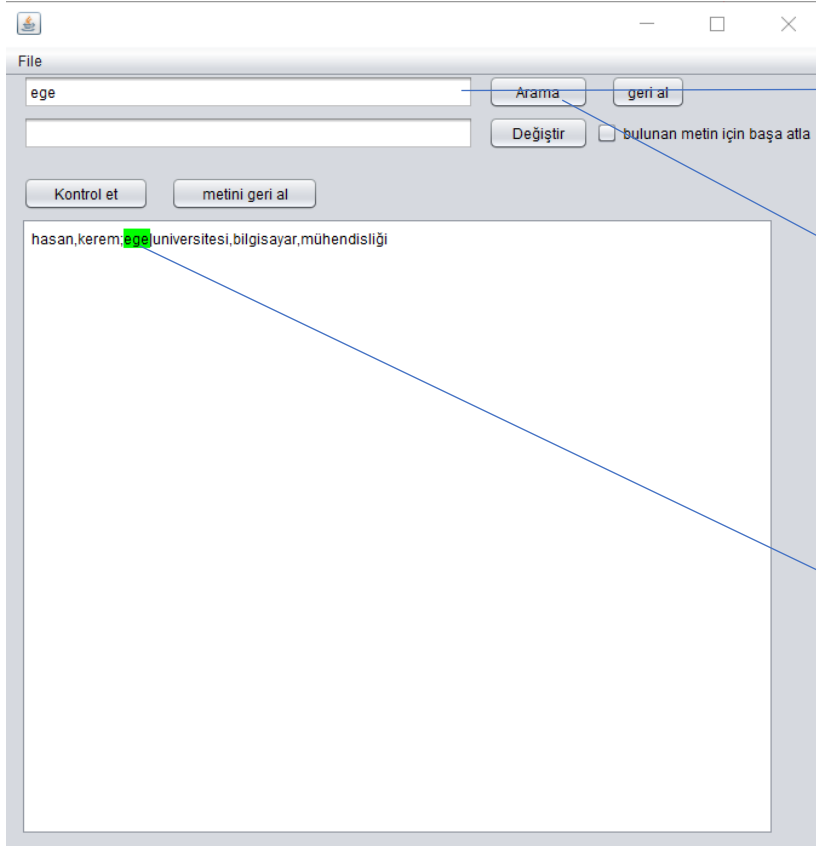 File
ege Arama geri al
Değiştir bulunan metin için başa atla
Kontrol et metini geri al
hasan,kerem;ege|universitesi,bilgisayar,mühendisliği